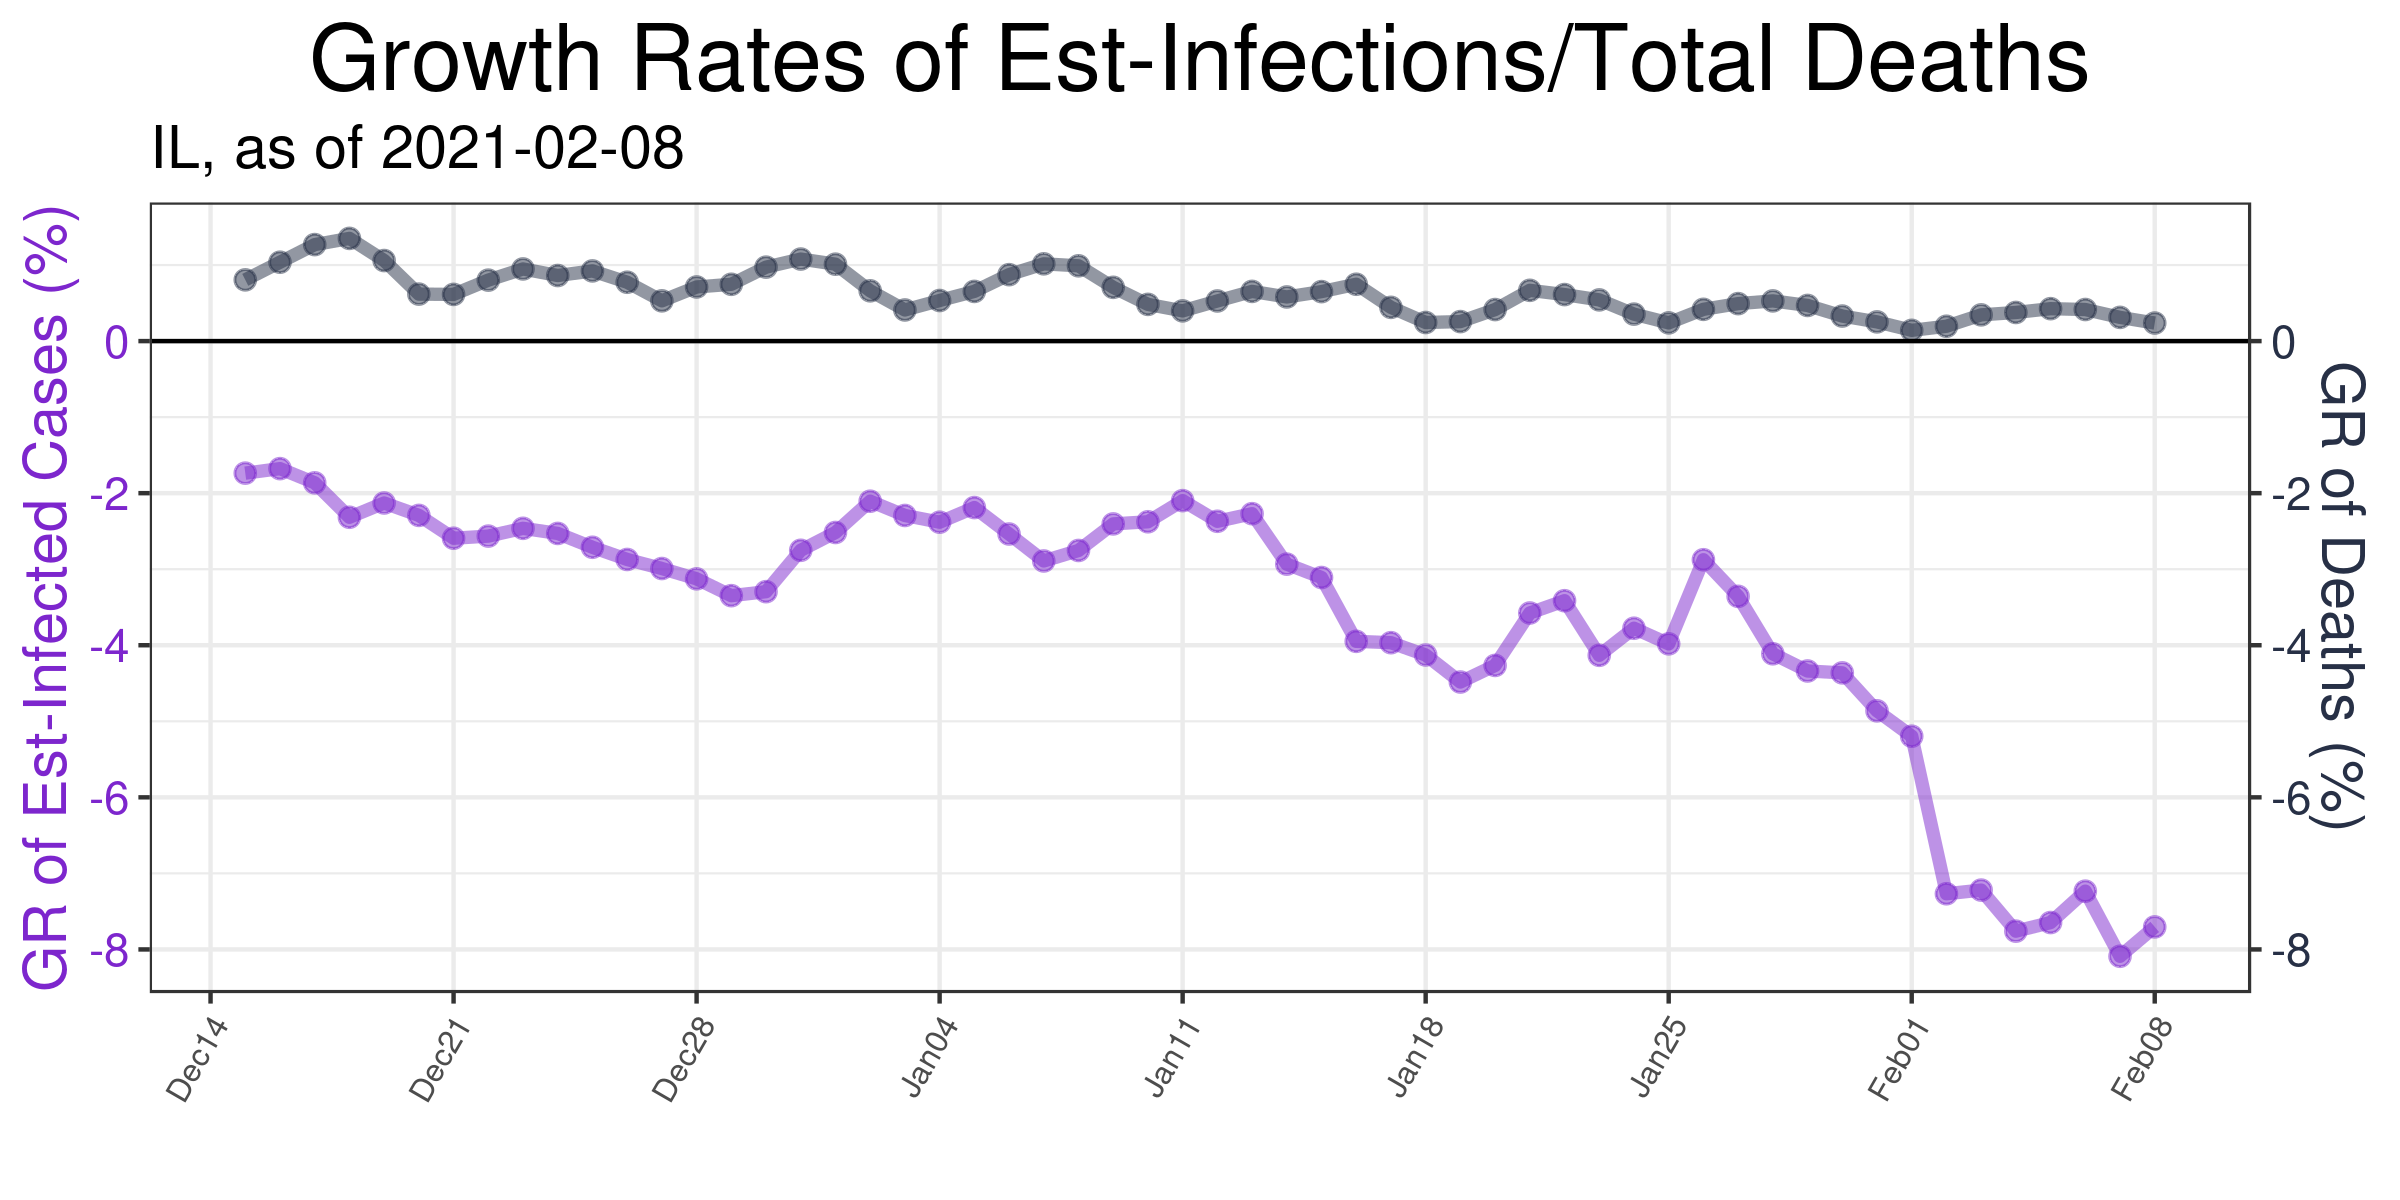 Growth Rates of Est-Infections/Total Deaths
IL, as of 2021-02-08
GR of Est-Infected Cases (%)
0
-2
-4
-6
-8
0
-2
-4
-6
-8
GR of Deaths (%)
Dec14
Dec21
Dec28
Jan04
Jan11
Jan18
Jan25
Feb01
Feb08